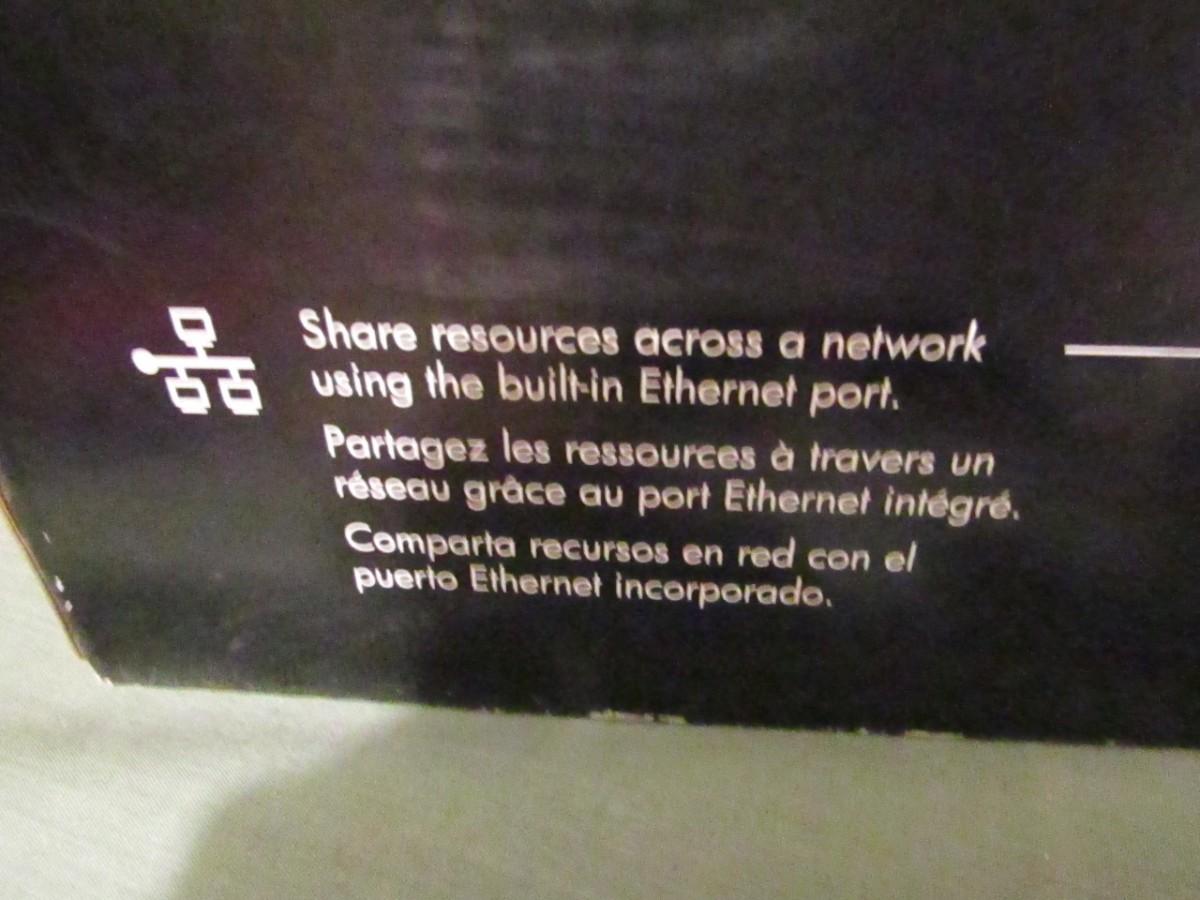 Share resources across a network
using the built-in Ethernet port.
Partagez les ressources à travers un
réseau grâce au port Ethernet intégré.
Comparta recursos en red con el
puerto Ethernet incorporado.